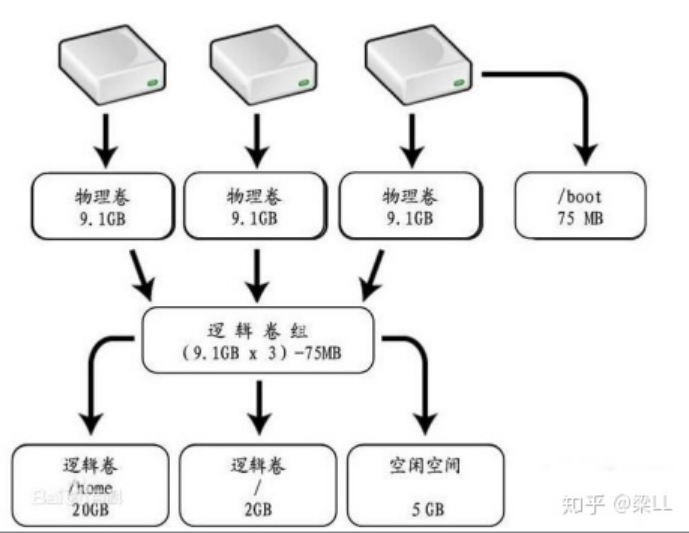 物理卷
9.1GB
物理卷
9.1GB
物理卷
9.1GB
/boot
75 MB
逻辑卷组
(9.1GB x 3)-75MB
逻辑卷
/home
20GB
逻辑卷
/
2GB
空闲空间
5GB
知乎 @梁LL